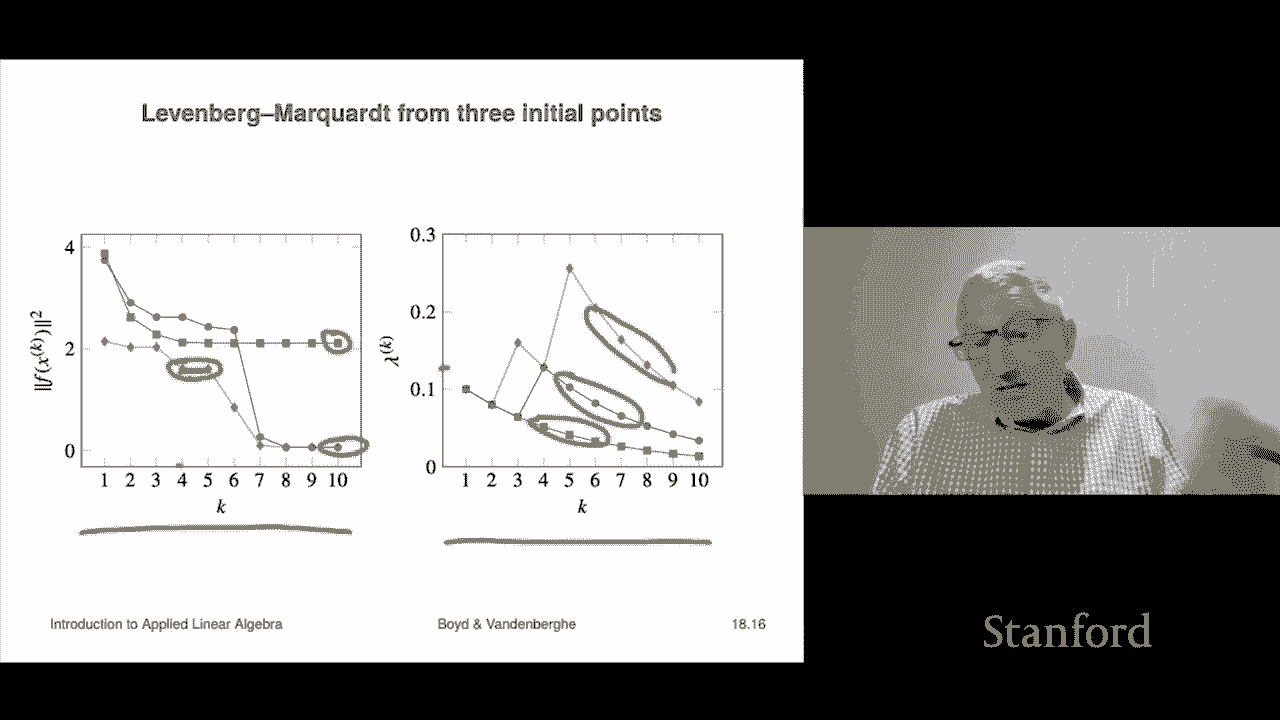 Levenberg–Marquardt from three initial points
4
2
0
‖f(x^(k))‖²
1 2 3 4 5 6 7 8 9 10
k
0.3
0.2
0.1
0
λ^(k)
1 2 3 4 5 6 7 8 9 10
k
Introduction to Applied Linear Algebra
Boyd & Vandenberghe
18.16
Stanford